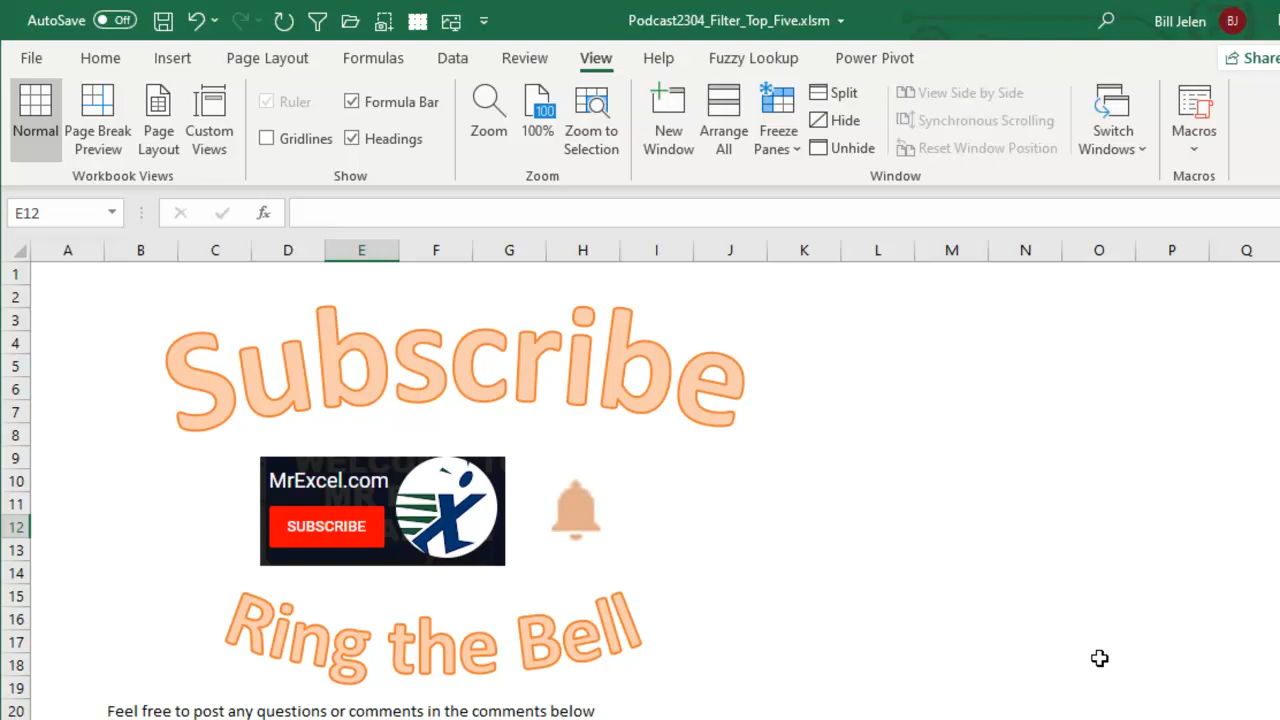 AutoSave Off Podcast2304_Filter_Top_Five.xlsm Bill Jelen BJ
File Home Insert Page Layout Formulas Data Review View Help Fuzzy Lookup Power Pivot Share
Normal Page Break Preview Page Layout Custom Views
Workbook Views
Ruler Formula Bar
Gridlines Headings
Show
Zoom 100 100% Zoom to Selection
Zoom
New Window Arrange All Freeze Panes
Split View Side by Side
Hide Synchronous Scrolling
Unhide Reset Window Position
Switch Windows
Window
Macros
Macros
E12 fx
A B C D E F G H I J K L M N O P Q
1
2
3
4
5
6
7
8
9
10
11
12
13
14
15
16
17
18
19
20
Subscribe
MrExcel.com
SUBSCRIBE
Ring the Bell
Feel free to post any questions or comments in the comments below